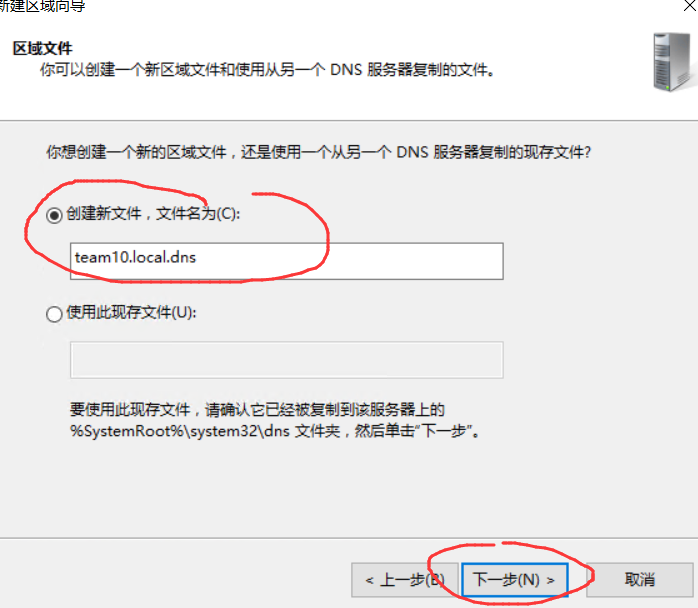 新建区域向导
区域文件
你可以创建一个新区域文件和使用从另一个 DNS 服务器复制的文件。
你想创建一个新的区域文件，还是使用一个从另一个 DNS 服务器复制的现存文件?
创建新文件，文件名为(C):
team10.local.dns
使用此现存文件(U):
要使用此现存文件，请确认它已经被复制到该服务器上的
%SystemRoot%\system32\dns 文件夹，然后单击“下一步”。
< 上一步(B) 下一步(N) > 取消